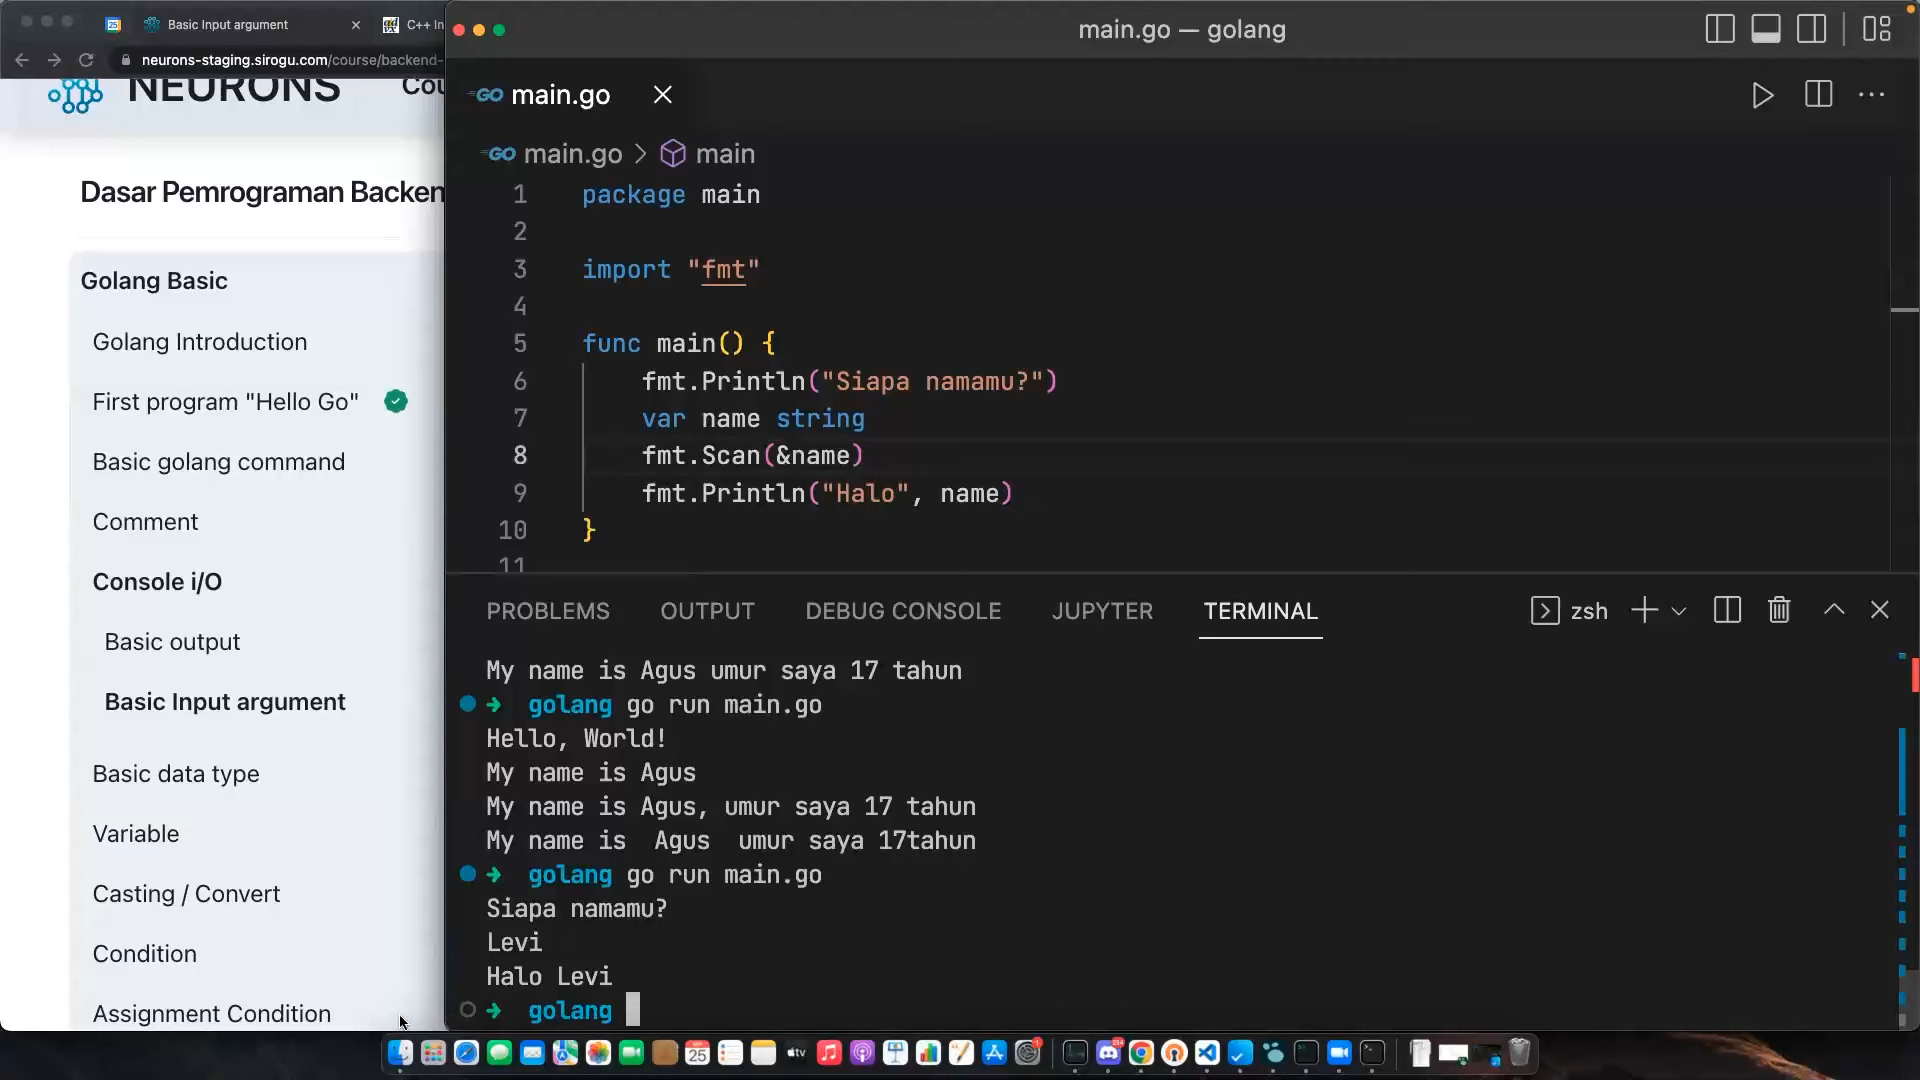 Basic Input argument
C++ In
neurons-staging.sirogu.com/course/backend-
NEURONS
Cou
Dasar Pemrograman Backen
Golang Basic
Golang Introduction
First program "Hello Go"
Basic golang command
Comment
Console i/O
Basic output
Basic Input argument
Basic data type
Variable
Casting / Convert
Condition
Assignment Condition
main.go — golang
GO main.go
GO main.go > main
1 package main
2
3 import "fmt"
4
5 func main() {
6 fmt.Println("Siapa namamu?")
7 var name string
8 fmt.Scan(&name)
9 fmt.Println("Halo", name)
10 }
11
PROBLEMS OUTPUT DEBUG CONSOLE JUPYTER TERMINAL zsh
My name is Agus umur saya 17 tahun
➜ golang go run main.go
Hello, World!
My name is Agus
My name is Agus, umur saya 17 tahun
My name is  Agus  umur saya 17tahun
➜ golang go run main.go
Siapa namamu?
Levi
Halo Levi
➜ golang
25
tv